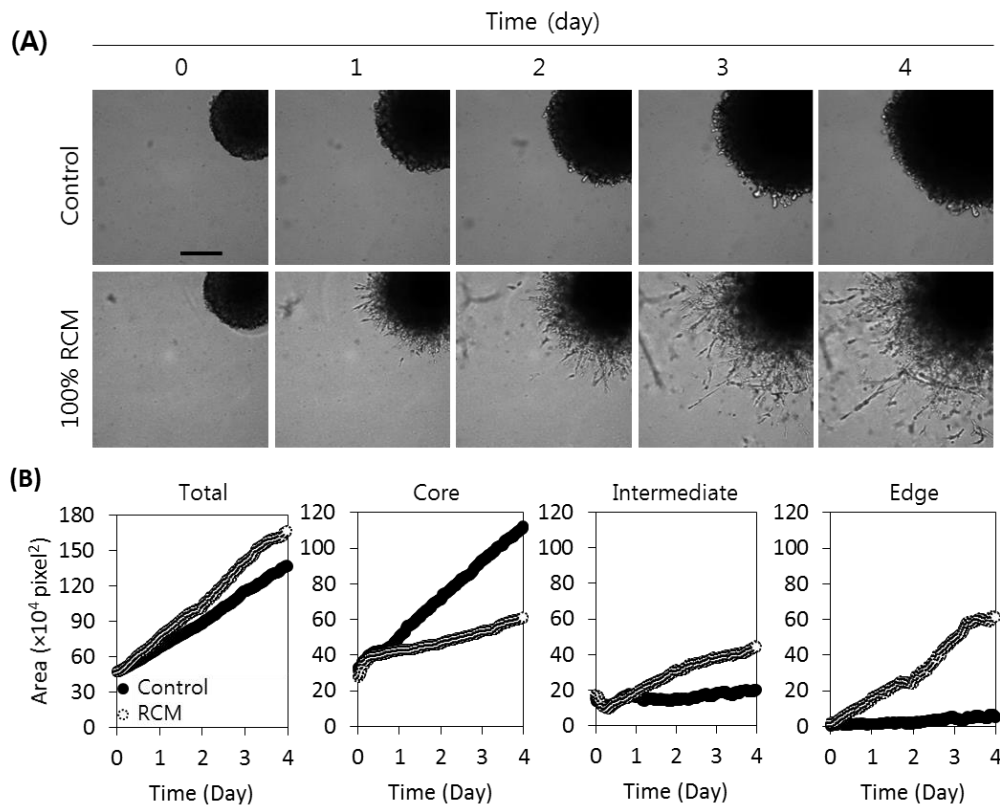 (A)
Time (day)
0 1 2 3 4
Control
100% RCM
(B)
Total Core Intermediate Edge
Area (×10⁴ pixel²)
180
150
120
90
60
30
0
120
100
80
60
40
20
0
120
100
80
60
40
20
0
120
100
80
60
40
20
0
Control
RCM
0 1 2 3 4
0 1 2 3 4
0 1 2 3 4
0 1 2 3 4
Time (Day) Time (Day) Time (Day) Time (Day)